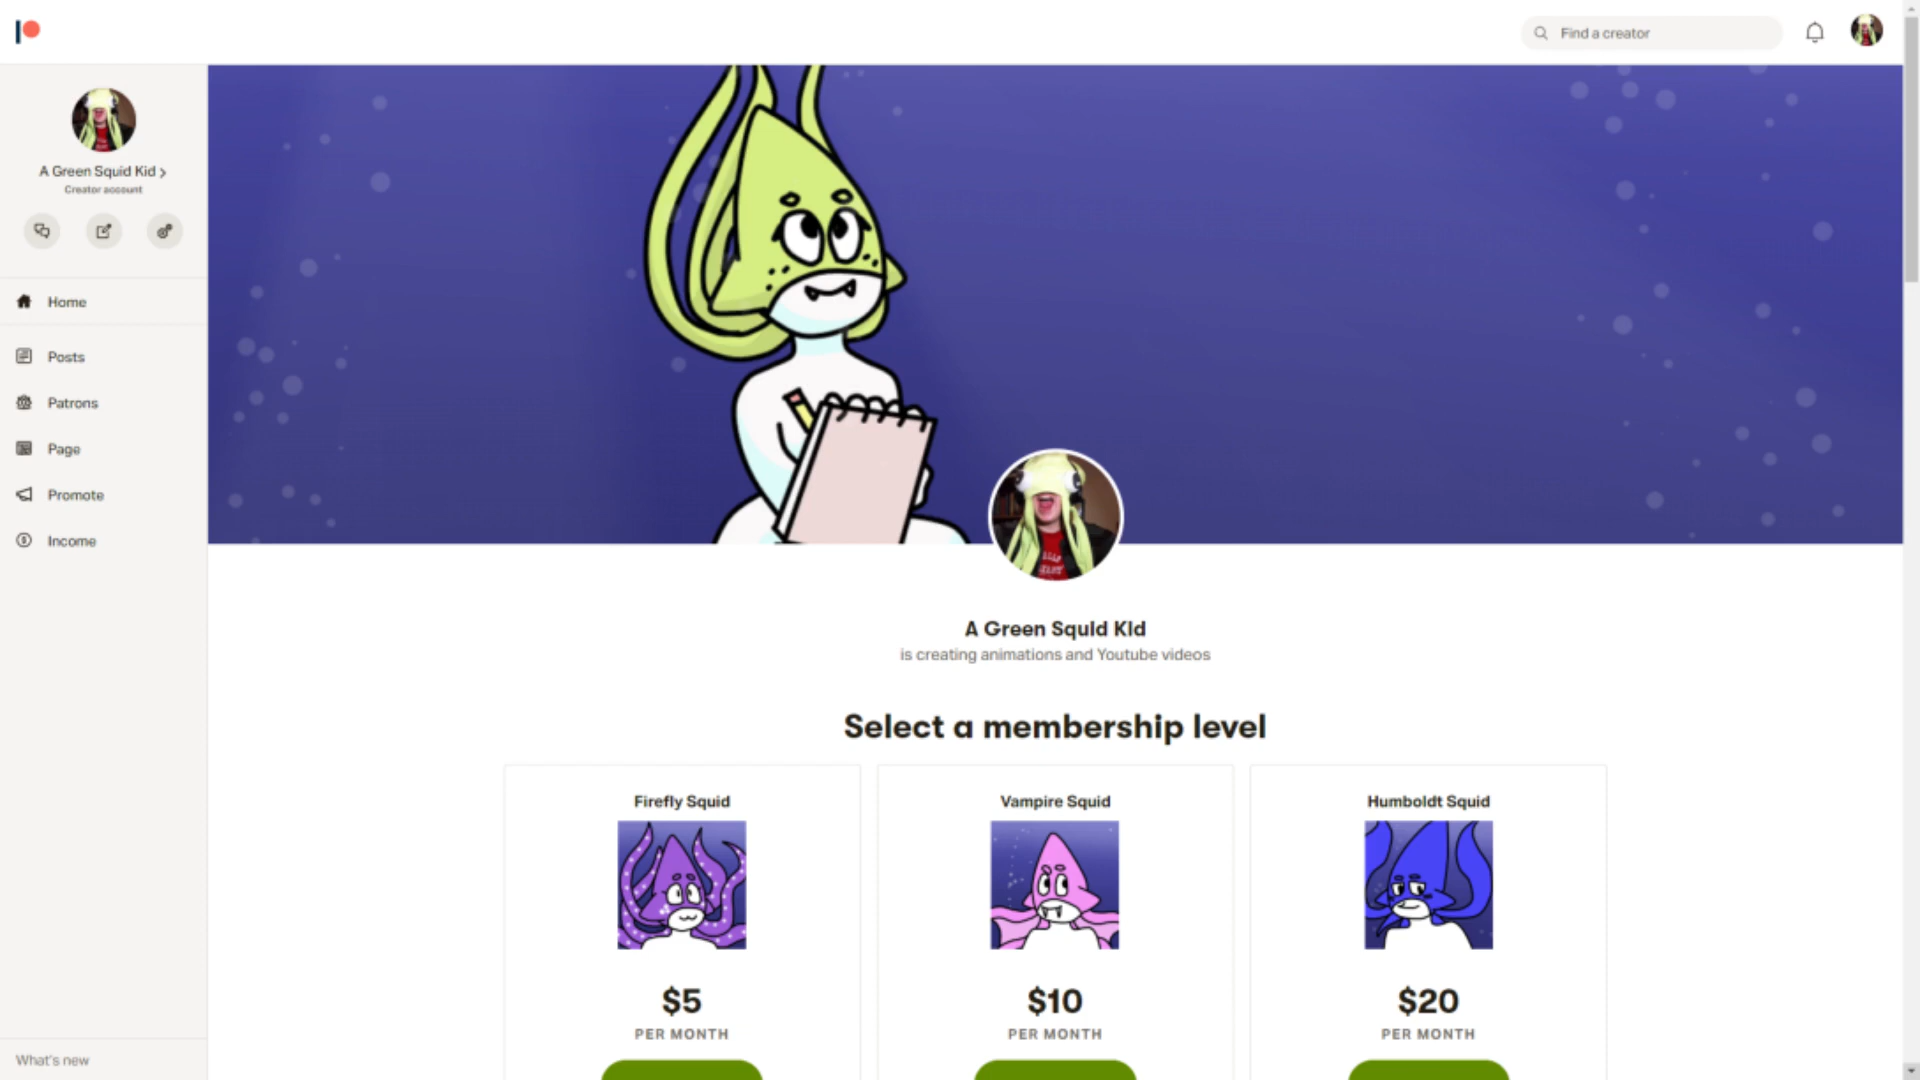 Find a creator
A Green Squid Kid
Creator account
Home
Posts
Patrons
Page
Promote
Income
A Green Squid Kid
is creating animations and Youtube videos
Select a membership level
Firefly Squid
Vampire Squid
Humboldt Squid
$5
PER MONTH
$10
PER MONTH
$20
PER MONTH
What's new